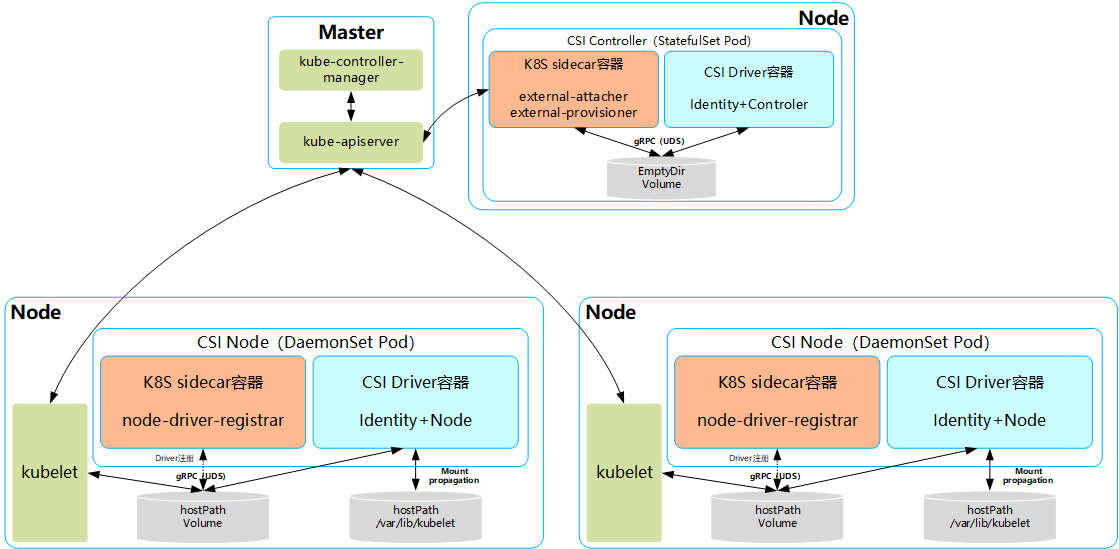 Master
kube-controller-
manager
kube-apiserver
Node
CSI Controller（StatefulSet Pod）
K8S sidecar容器
external-attacher
external-provisioner
CSI Driver容器
Identity+Controler
gRPC（UDS）
EmptyDir
Volume
Node
CSI Node（DaemonSet Pod）
K8S sidecar容器
node-driver-registrar
CSI Driver容器
Identity+Node
kubelet
Driver注册
gRPC（UDS）
Mount
propagation
hostPath
Volume
hostPath
/var/lib/kubelet
Node
CSI Node（DaemonSet Pod）
K8S sidecar容器
node-driver-registrar
CSI Driver容器
Identity+Node
kubelet
Driver注册
gRPC（UDS）
Mount
propagation
hostPath
Volume
hostPath
/var/lib/kubelet